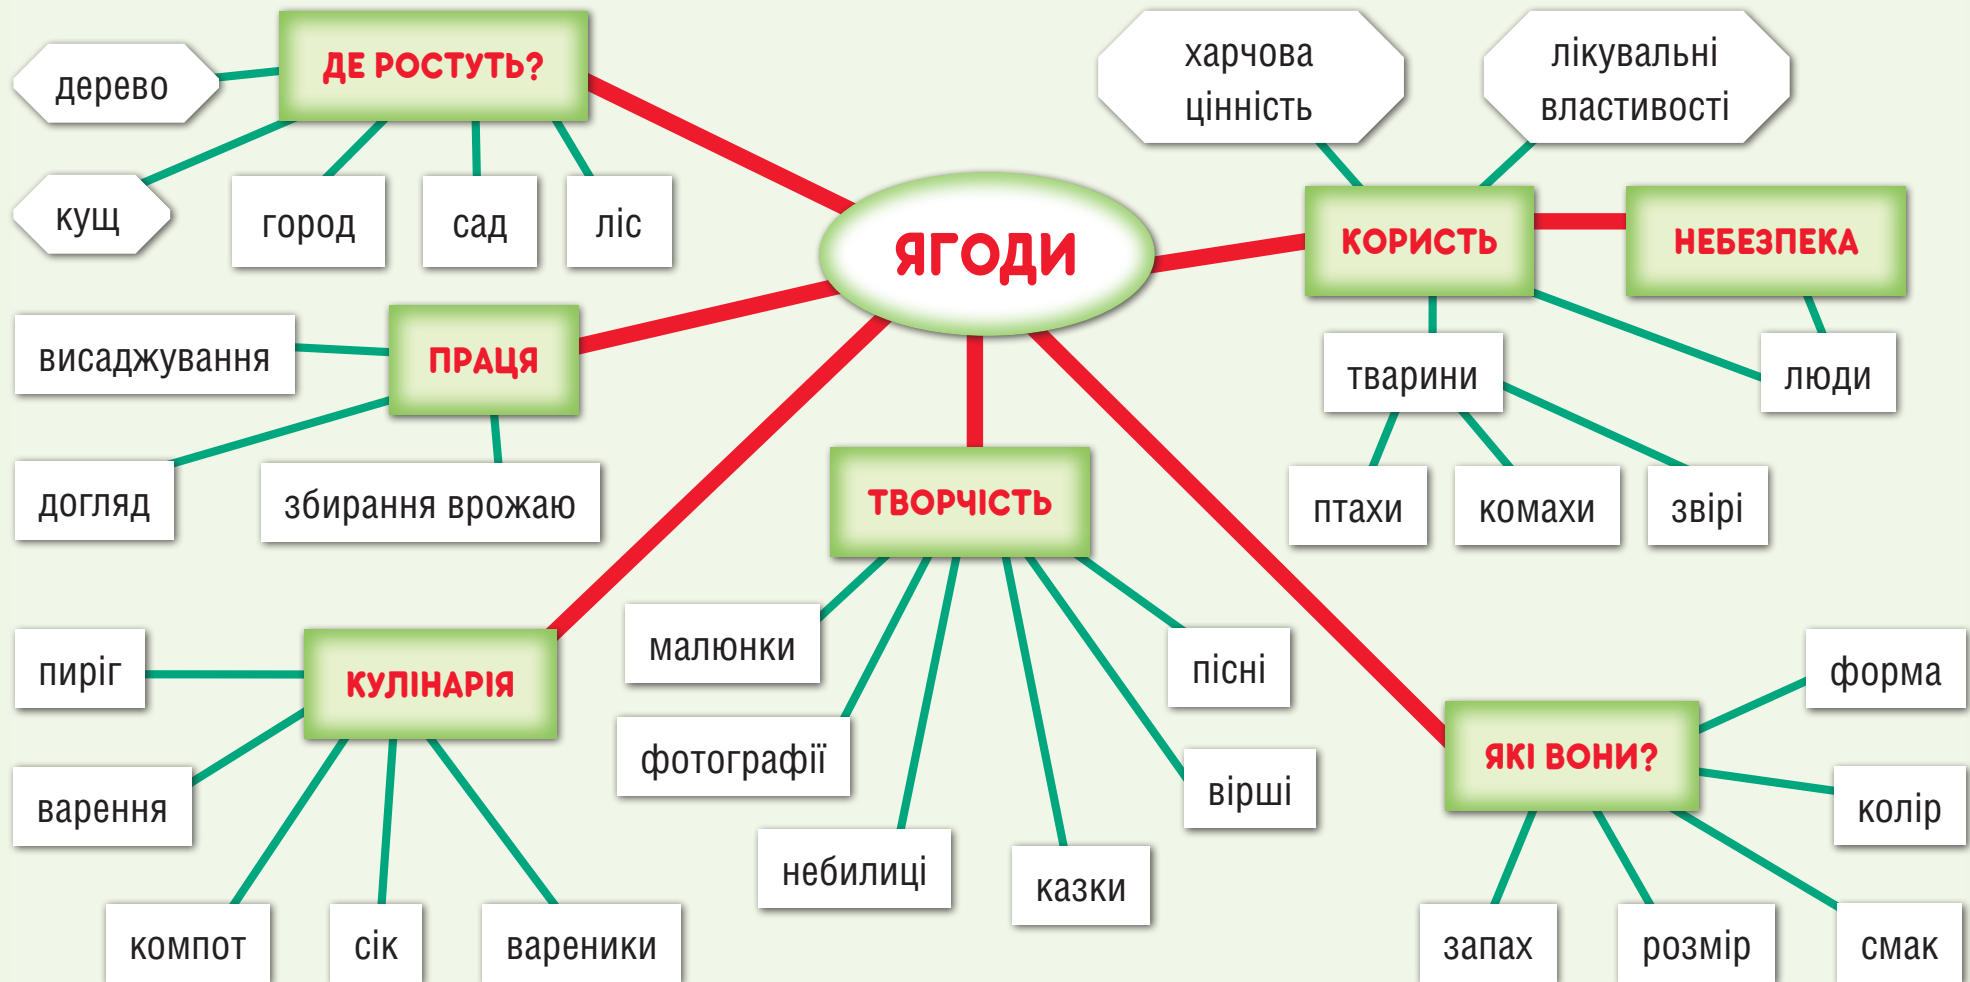 ЯГОДИ
ДЕ РОСТУТЬ?
дерево
кущ
город
сад
ліс
ПРАЦЯ
висаджування
догляд
збирання врожаю
КУЛІНАРІЯ
пиріг
варення
компот
сік
вареники
ТВОРЧІСТЬ
малюнки
фотографії
небилиці
казки
вірші
пісні
ЯКІ ВОНИ?
форма
колір
смак
розмір
запах
КОРИСТЬ
харчова
цінність
лікувальні
властивості
НЕБЕЗПЕКА
тварини
люди
птахи
комахи
звірі